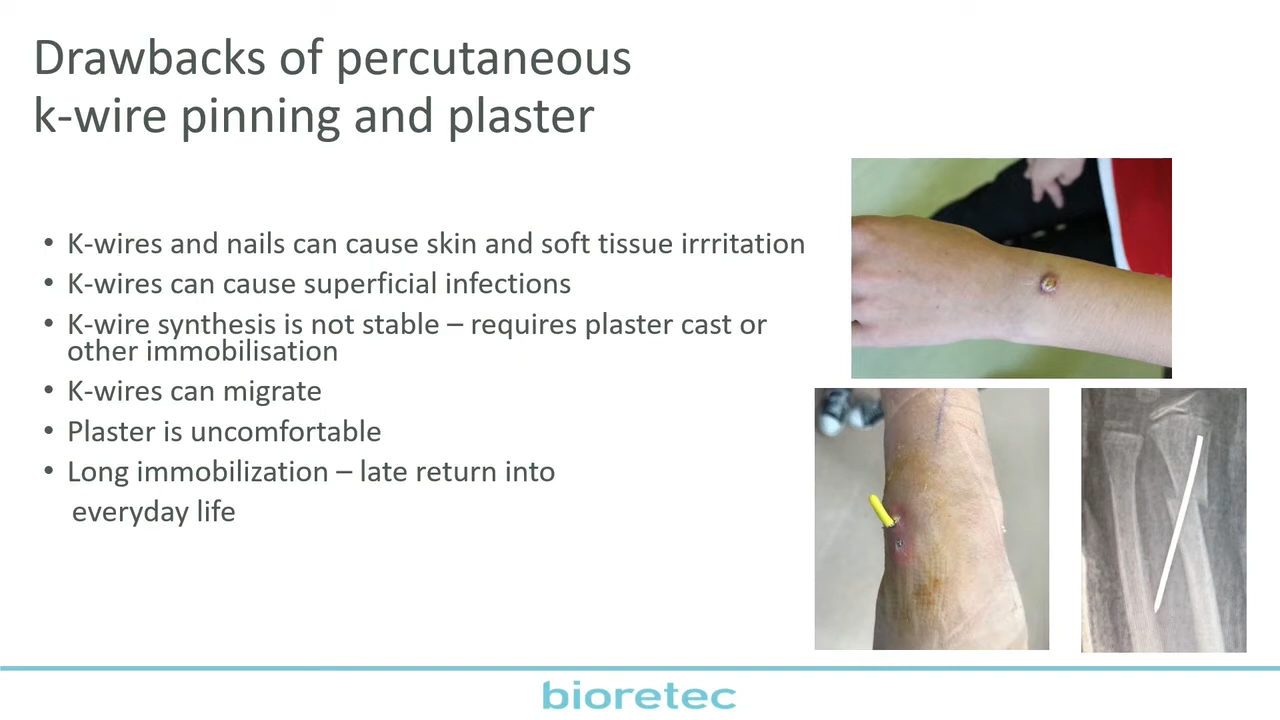 Drawbacks of percutaneous
k-wire pinning and plaster
• K-wires and nails can cause skin and soft tissue irrritation
• K-wires can cause superficial infections
• K-wire synthesis is not stable – requires plaster cast or
other immobilisation
• K-wires can migrate
• Plaster is uncomfortable
• Long immobilization – late return into
everyday life
bioretec